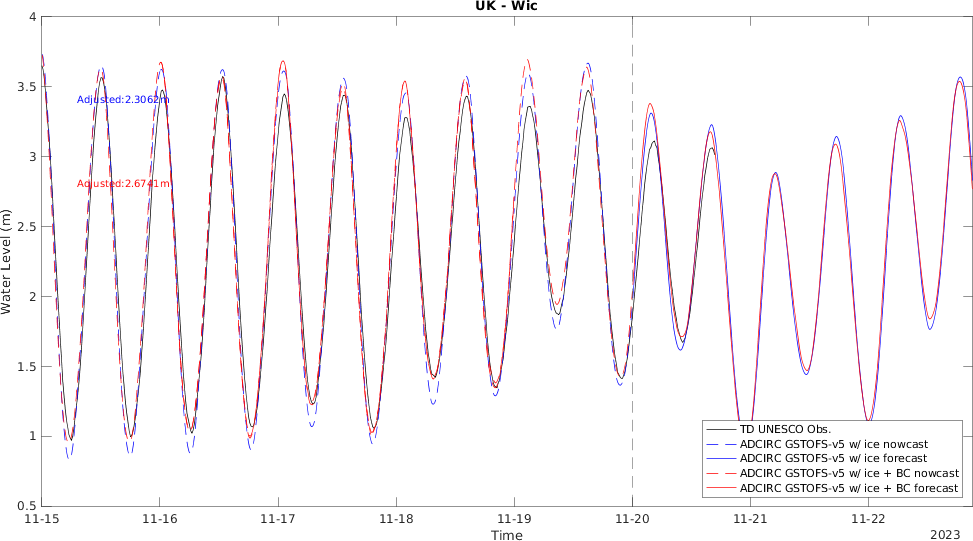 UK - Wic
4
3.5
3
2.5
2
1.5
1
0.5
Water Level (m)
Adjusted:2.3062m
Adjusted:2.6741m
TD UNESCO Obs.
ADCIRC GSTOFS-v5 w/ ice nowcast
ADCIRC GSTOFS-v5 w/ ice forecast
ADCIRC GSTOFS-v5 w/ ice + BC nowcast
ADCIRC GSTOFS-v5 w/ ice + BC forecast
11-15 11-16 11-17 11-18 11-19 11-20 11-21 11-22
Time
2023